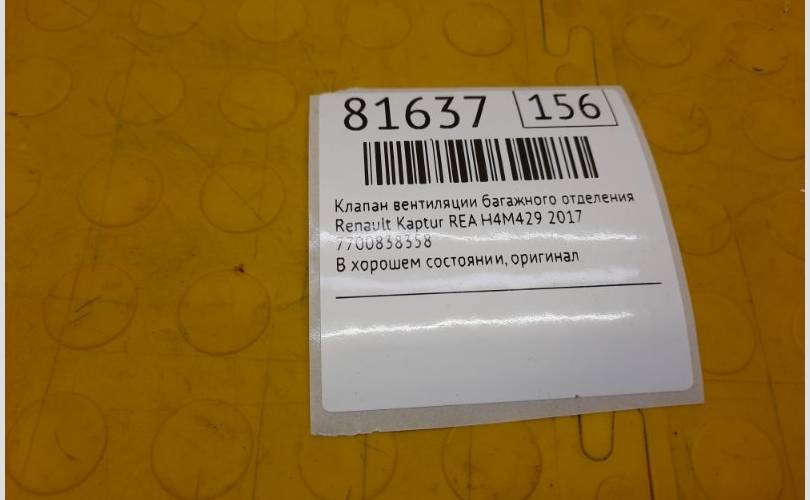 81637 156
Клапан вентиляции багажного отделения
Renault Kaptur REA H4M429 2017
7700838358
В хорошем состоянии, оригинал